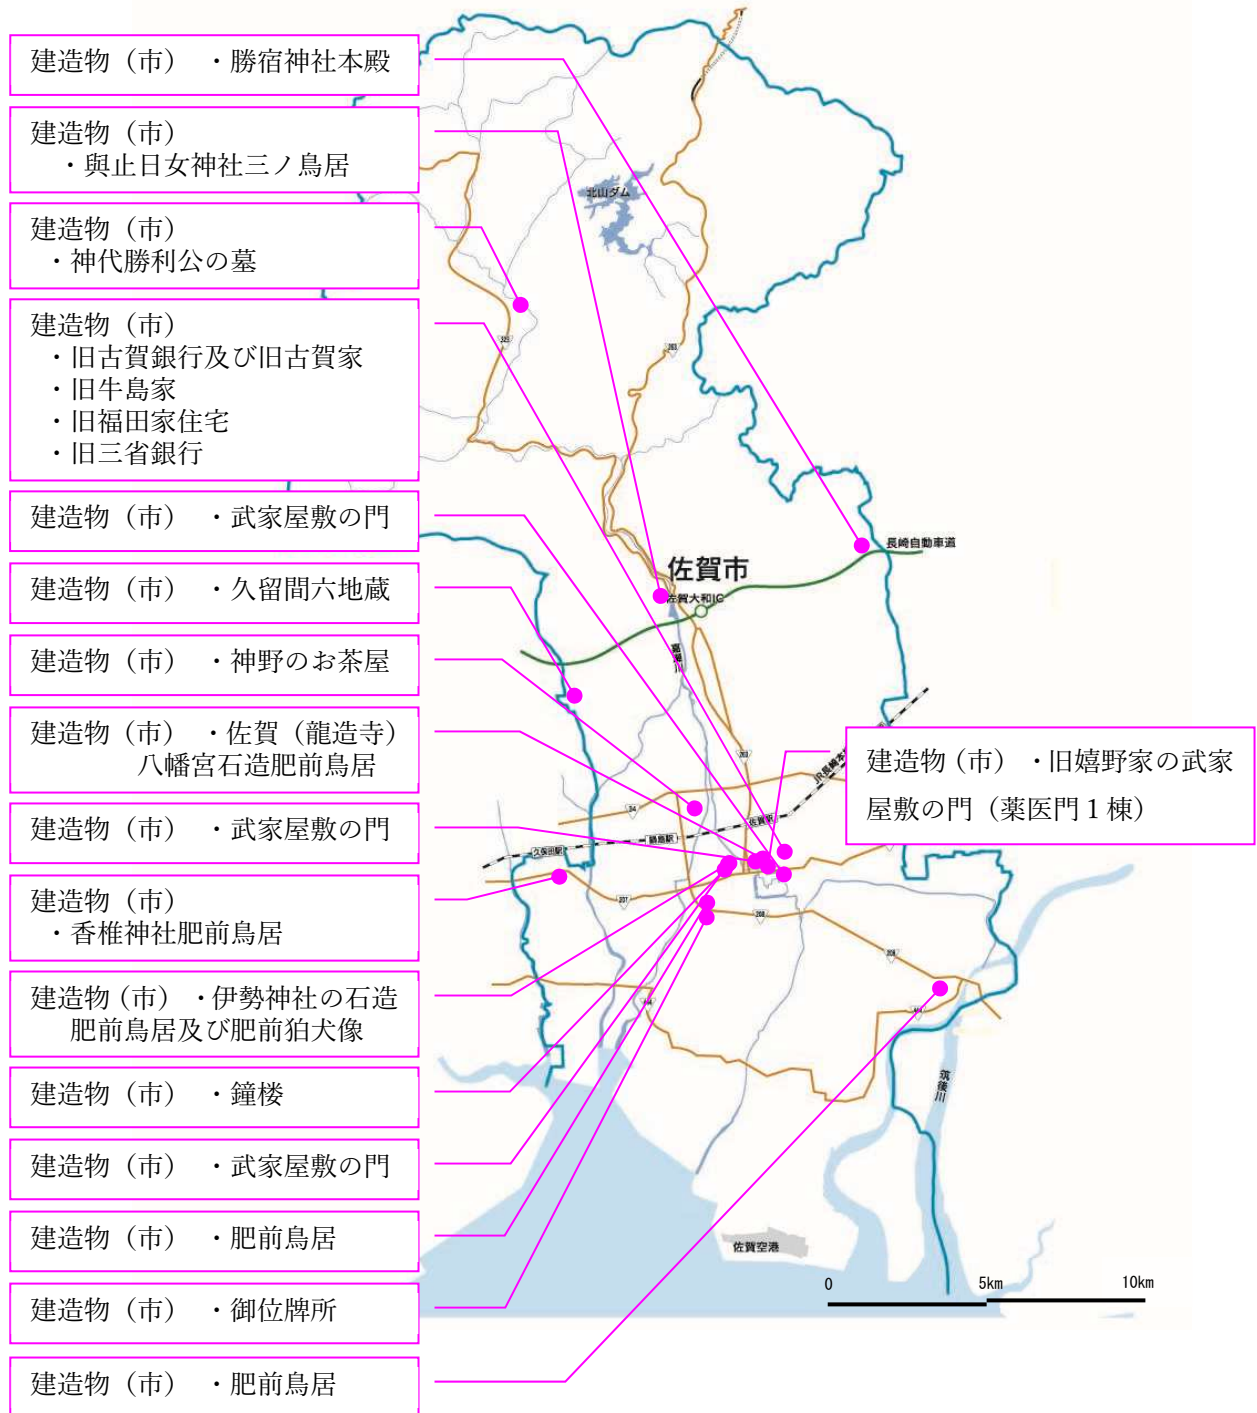 建造物（市）　・勝宿神社本殿
建造物（市）
・與止日女神社三ノ鳥居
建造物（市）
・神代勝利公の墓
建造物（市）
・旧古賀銀行及び旧古賀家
・旧牛島家
・旧福田家住宅
・旧三省銀行
建造物（市）　・武家屋敷の門
建造物（市）　・久留間六地蔵
建造物（市）　・神野のお茶屋
建造物（市）　・佐賀（龍造寺）
八幡宮石造肥前鳥居
建造物（市）　・武家屋敷の門
建造物（市）
・香椎神社肥前鳥居
建造物（市）　・伊勢神社の石造
肥前鳥居及び肥前狛犬像
建造物（市）　・鐘楼
建造物（市）　・武家屋敷の門
建造物（市）　・肥前鳥居
建造物（市）　・御位牌所
建造物（市）　・肥前鳥居
建造物（市）・旧嬉野家の武家
屋敷の門（薬医門１棟）
北山ダム
323
263
長崎自動車道
佐賀市
佐賀大和IC
嘉瀬川
263
34
佐賀駅
鍋島駅
久保田駅
207
208
208
444
444
筑後川
佐賀空港
0
5km
10km